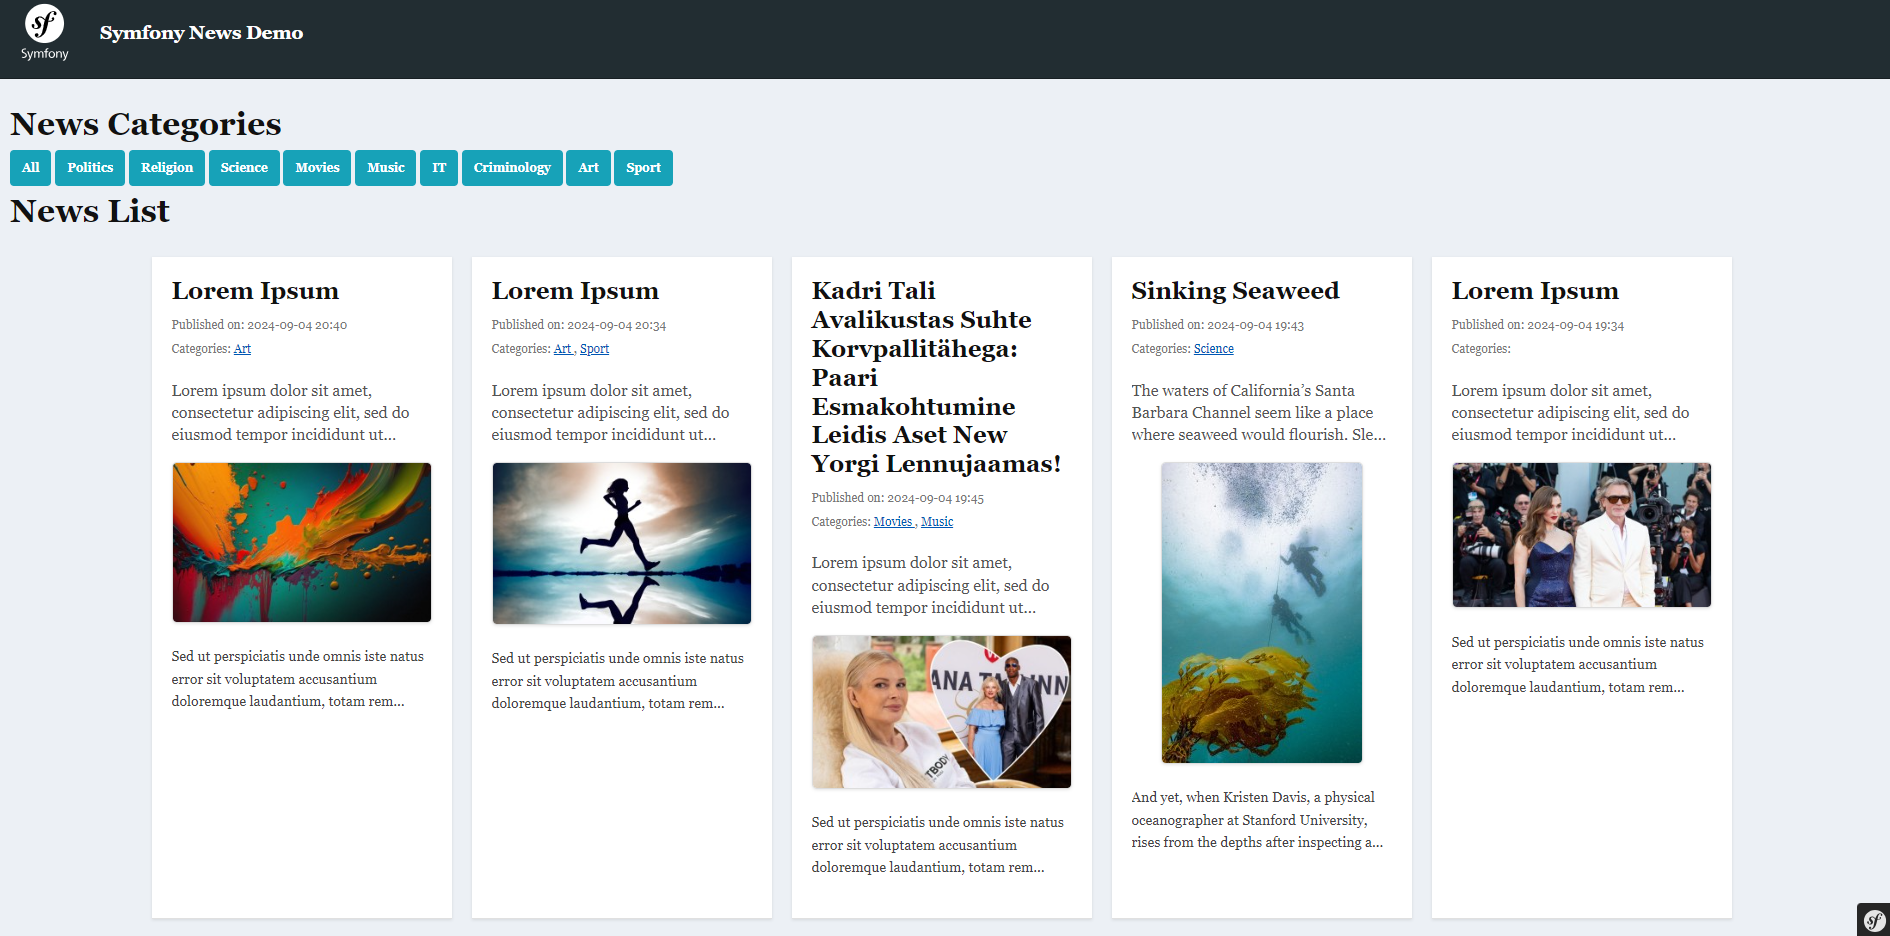 Symfony
Symfony News Demo
News Categories
All
Politics
Religion
Science
Movies
Music
IT
Criminology
Art
Sport
News List
Lorem Ipsum
Published on: 2024-09-04 20:40
Categories: Art
Lorem ipsum dolor sit amet,
consectetur adipiscing elit, sed do
eiusmod tempor incididunt ut...
Sed ut perspiciatis unde omnis iste natus
error sit voluptatem accusantium
doloremque laudantium, totam rem...
Lorem Ipsum
Published on: 2024-09-04 20:34
Categories: Art , Sport
Lorem ipsum dolor sit amet,
consectetur adipiscing elit, sed do
eiusmod tempor incididunt ut...
Sed ut perspiciatis unde omnis iste natus
error sit voluptatem accusantium
doloremque laudantium, totam rem...
Kadri Tali
Avalikustas Suhte
Korvpallitähega:
Paari
Esmakohtumine
Leidis Aset New
Yorgi Lennujaamas!
Published on: 2024-09-04 19:45
Categories: Movies , Music
Lorem ipsum dolor sit amet,
consectetur adipiscing elit, sed do
eiusmod tempor incididunt ut...
TBODY
Sed ut perspiciatis unde omnis iste natus
error sit voluptatem accusantium
doloremque laudantium, totam rem...
Sinking Seaweed
Published on: 2024-09-04 19:43
Categories: Science
The waters of California’s Santa
Barbara Channel seem like a place
where seaweed would flourish. Sle...
And yet, when Kristen Davis, a physical
oceanographer at Stanford University,
rises from the depths after inspecting a...
Lorem Ipsum
Published on: 2024-09-04 19:34
Categories:
Lorem ipsum dolor sit amet,
consectetur adipiscing elit, sed do
eiusmod tempor incididunt ut...
Sed ut perspiciatis unde omnis iste natus
error sit voluptatem accusantium
doloremque laudantium, totam rem...